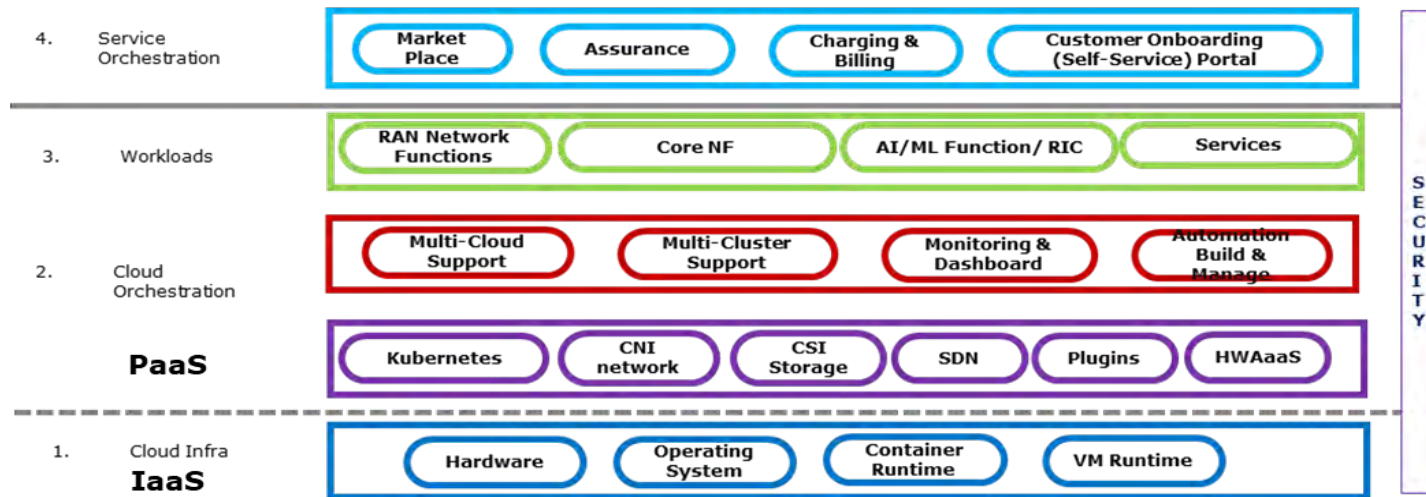 4. Service
Orchestration
Market
Place
Assurance
Charging &
Billing
Customer Onboarding
(Self-Service) Portal
3. Workloads
RAN Network
Functions
Core NF
AI/ML Function/ RIC
Services
2. Cloud
Orchestration
Multi-Cloud
Support
Multi-Cluster
Support
Monitoring &
Dashboard
Automation
Build &
Manage
PaaS
Kubernetes
CNI
network
CSI
Storage
SDN
Plugins
HWAaaS
1. Cloud Infra
IaaS
Hardware
Operating
System
Container
Runtime
VM Runtime
SECURITY